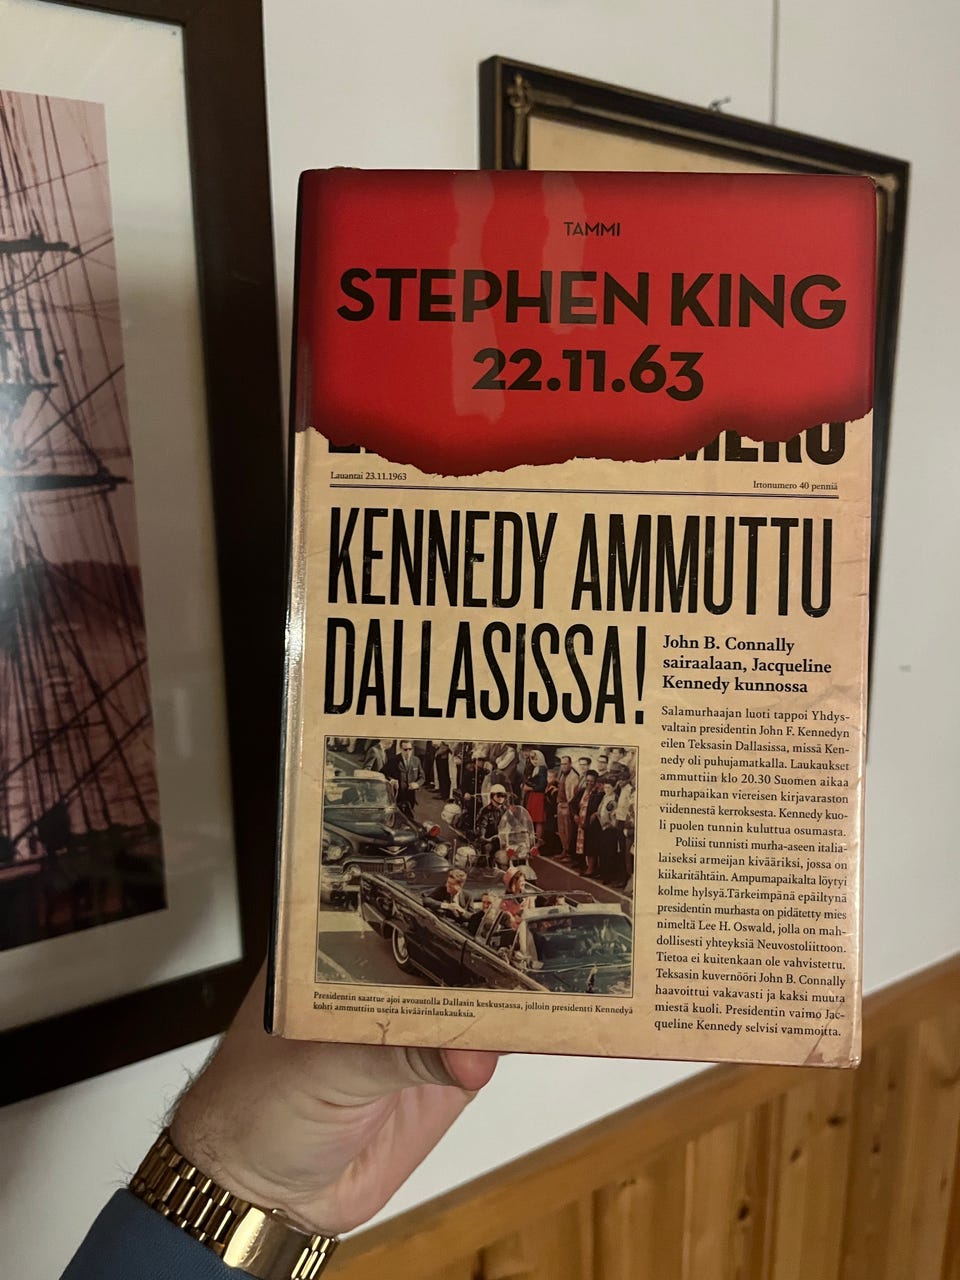 TAMMI
STEPHEN KING
22.11.63
Lauantai 23.11.1963
Irtonumero 40 penniä
KENNEDY AMMUTTU
DALLASISSA!
John B. Connally
sairaalaan, Jacqueline
Kennedy kunnossa
Salamurhaajan luoti tappoi Yhdys-
valtain presidentin John F. Kennedyn
eilen Teksasin Dallasissa, missä Ken-
nedy oli puhujamatkalla. Laukaukset
ammuttiin klo 20.30 Suomen aikaa
murhapaikan viereisen kirjavaraston
viidennestä kerroksesta. Kennedy kuo-
li puolen tunnin kuluttua osumasta.
Poliisi tunnisti murha-aseen italia-
laiseksi armeijan kivääriksi, jossa on
kiikaritähtäin. Ampumapaikalta löytyi
kolme hylsyä.Tärkeimpänä epäiltynä
presidentin murhasta on pidätetty mies
nimeltä Lee H. Oswald, jolla on mah-
dollisesti yhteyksiä Neuvostoliittoon.
Tietoa ei kuitenkaan ole vahvistettu.
Teksasin kuvernööri John B. Connally
haavoittui vakavasti ja kaksi muuta
miestä kuoli. Presidentin vaimo Jac-
queline Kennedy selvisi vammoitta.
Presidentin saattue ajoi avoautolla Dallasin keskustassa, jolloin presidentti Kennedyä
kohti ammuttiin useita kiväärinlaukauksia.